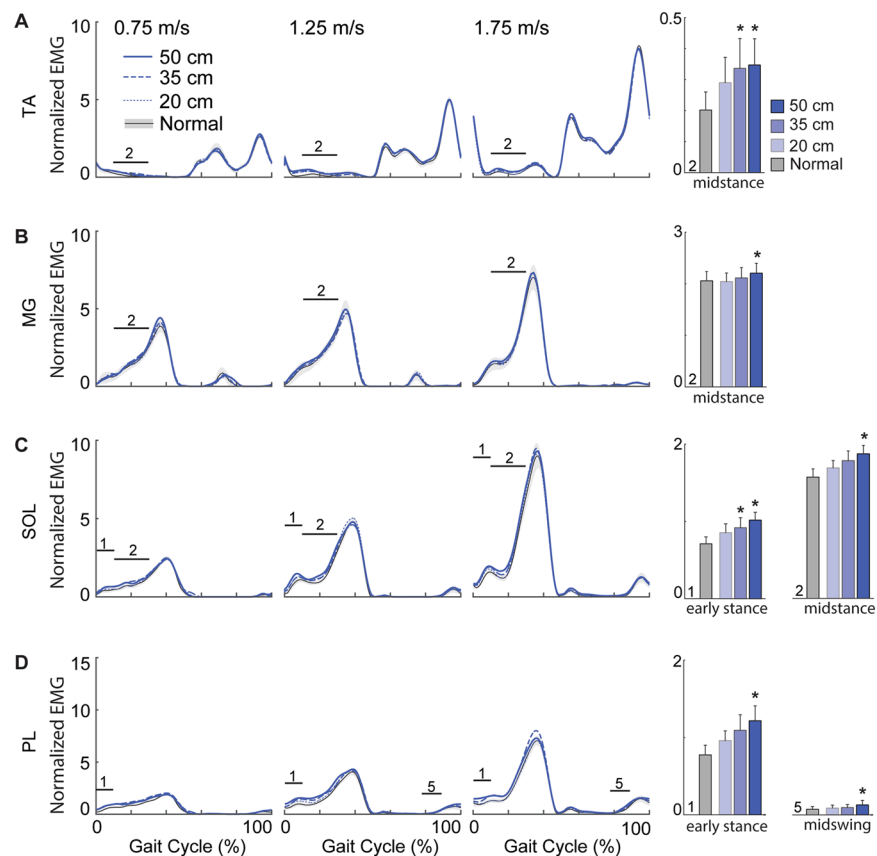 A
0.75 m/s
1.25 m/s
1.75 m/s
TA
Normalized EMG
10
5
0
50 cm
35 cm
20 cm
Normal
2
2
2
0.5
0
2
* *
midstance
50 cm
35 cm
20 cm
Normal
B
MG
Normalized EMG
10
5
0
2
2
2
3
0
2
*
midstance
C
SOL
Normalized EMG
10
5
0
1
2
1
2
1
2
2
0
1
* *
early stance
2
0
2
*
midstance
D
PL
Normalized EMG
15
10
5
0
1
1
5
1
5
0 100
0 100
0 100
Gait Cycle (%)
Gait Cycle (%)
Gait Cycle (%)
2
0
1
*
early stance
5
*
midswing